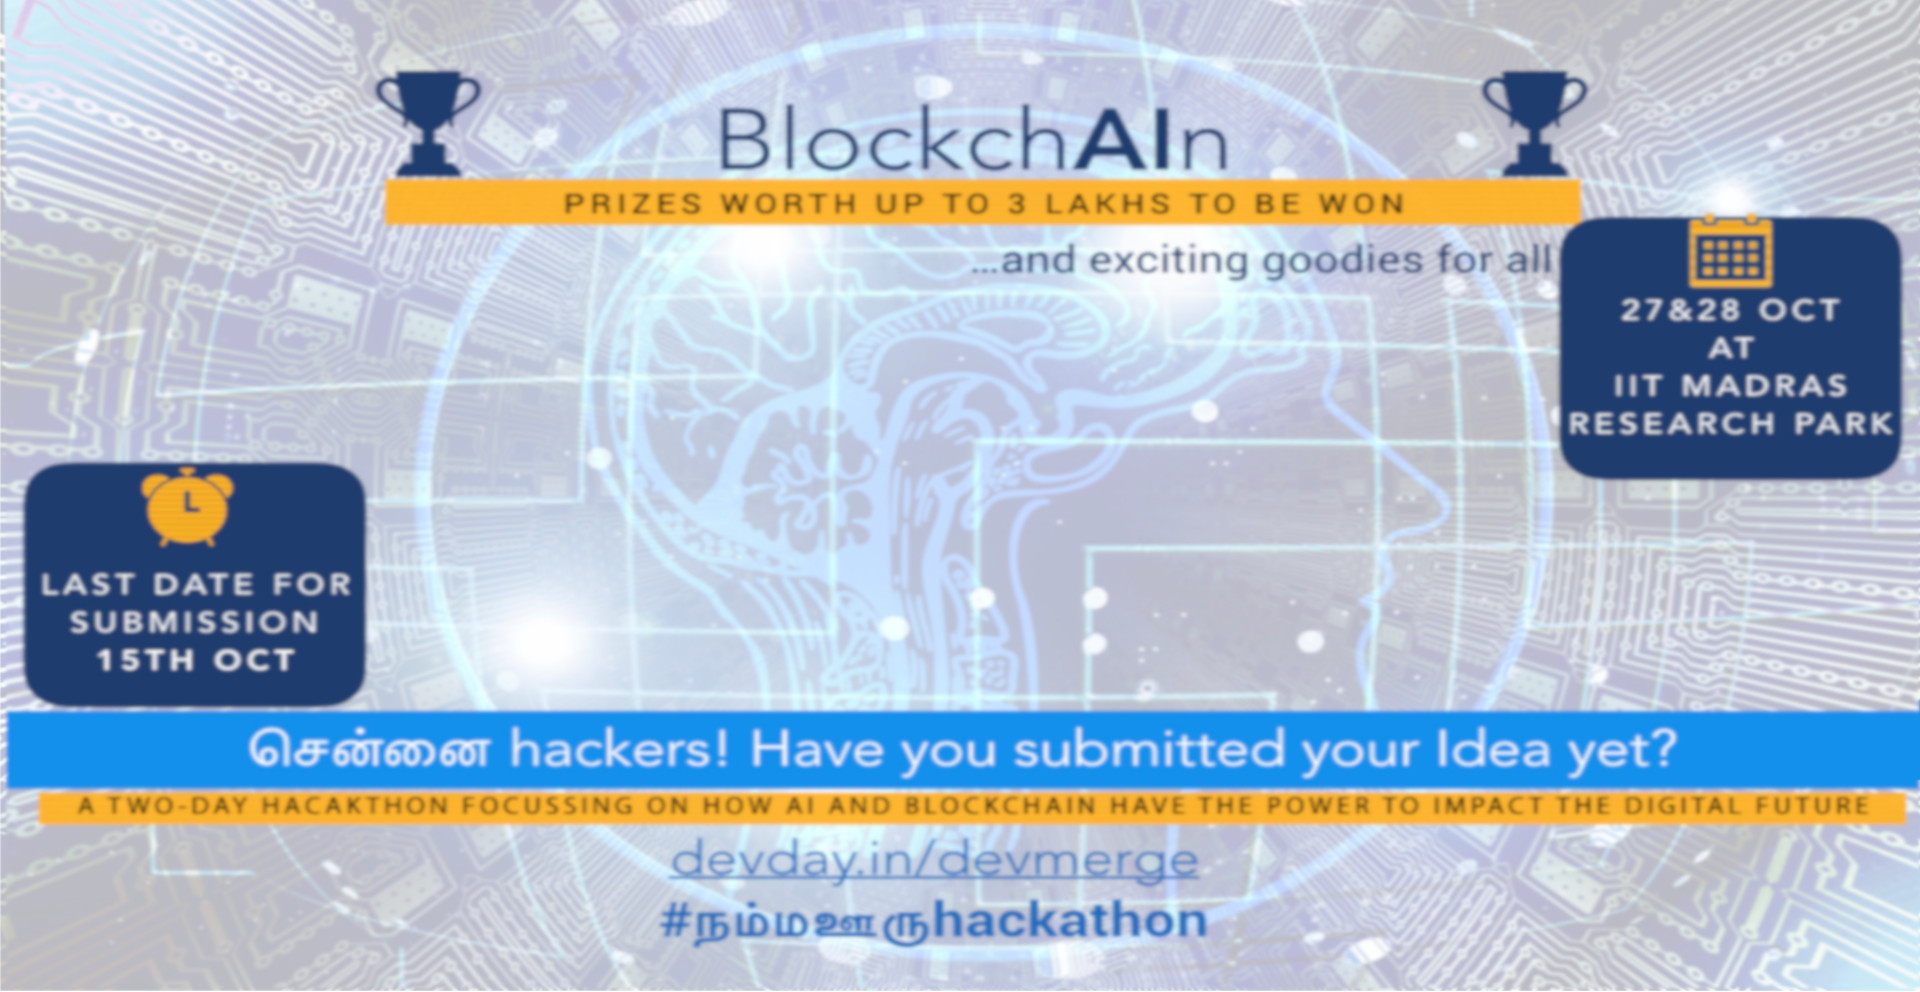 BlockchAIn
PRIZES WORTH UP TO 3 LAKHS TO BE WON
...and exciting goodies for all
27&28 OCT
AT
IIT MADRAS
RESEARCH PARK
LAST DATE FOR
SUBMISSION
15TH OCT
சென்னை hackers! Have you submitted your Idea yet?
A TWO-DAY HACAKTHON FOCUSSING ON HOW AI AND BLOCKCHAIN HAVE THE POWER TO IMPACT THE DIGITAL FUTURE
devday.in/devmerge
#நம்மஊருhackathon